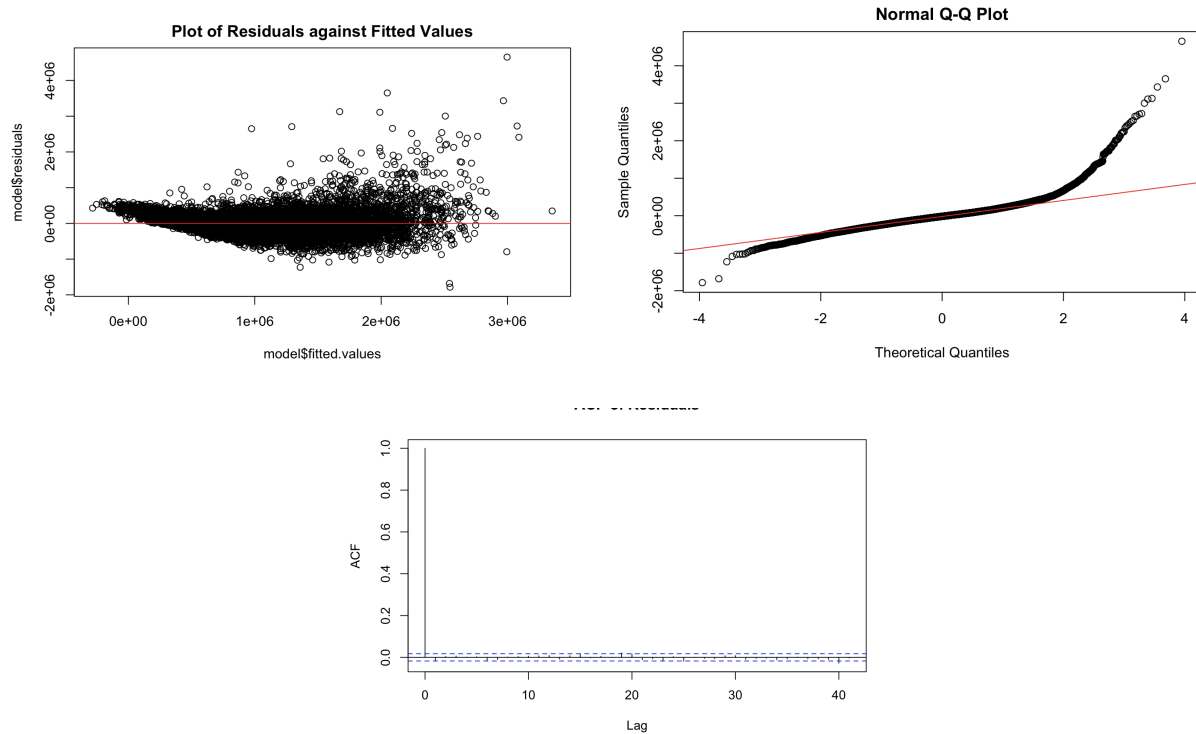 Plot of Residuals against Fitted Values
model$residuals
-2e+06
0e+00
2e+06
4e+06
0e+00
1e+06
2e+06
3e+06
model$fitted.values
Normal Q-Q Plot
Sample Quantiles
-2e+06
0e+00
2e+06
4e+06
-4
-2
0
2
4
Theoretical Quantiles
ACF
0.0
0.2
0.4
0.6
0.8
1.0
0
10
20
30
40
Lag